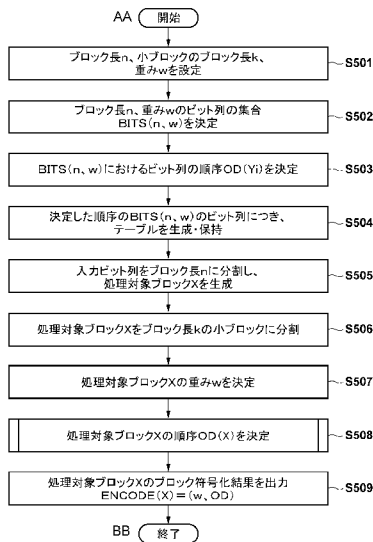 AA 開始
ブロック長n、小ブロックのブロック長k、
重みwを設定
S501
ブロック長n、重みwのビット列の集合
BITS(n、w)を決定
S502
BITS(n、w)におけるビット列の順序OD(Yi)を決定
S503
決定した順序のBITS(n、w)のビット列につき、
テーブルを生成・保持
S504
入力ビット列をブロック長nに分割し、
処理対象ブロックXを生成
S505
処理対象ブロックXをブロック長kの小ブロックに分割
S506
処理対象ブロックXの重みwを決定
S507
処理対象ブロックXの順序OD(X)を決定
S508
処理対象ブロックXのブロック符号化結果を出力
ENCODE(X)=(w、OD)
S509
BB 終了